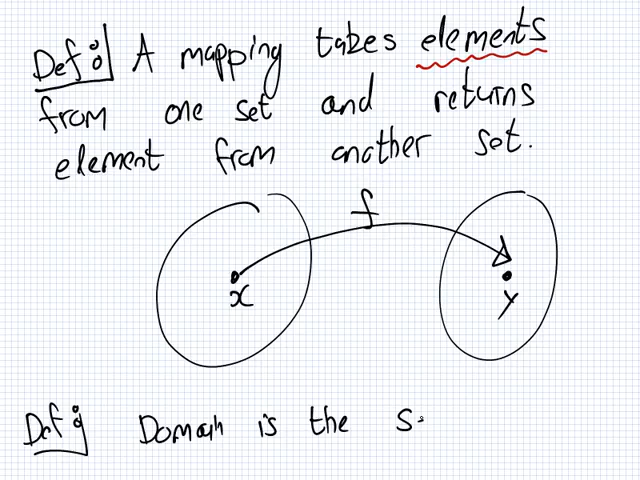 Def: A mapping takes elements
from one set and returns
element from another set.
f
x
y
Def: Domain is the s